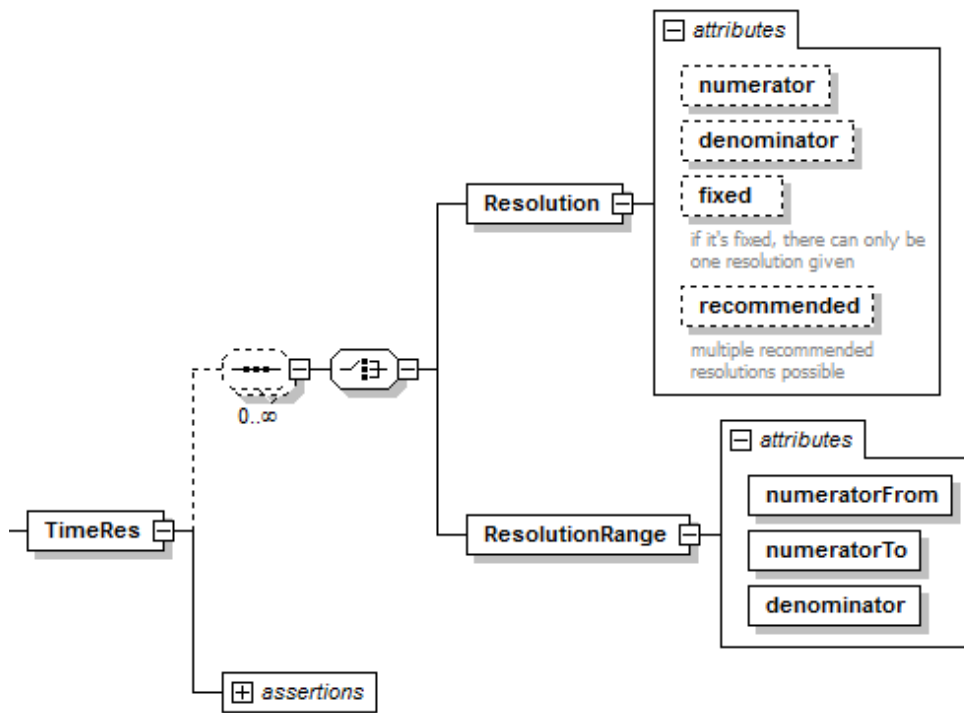 attributes
numerator
denominator
fixed
if it's fixed, there can only be
one resolution given
recommended
multiple recommended
resolutions possible
Resolution
0..∞
TimeRes
attributes
numeratorFrom
numeratorTo
denominator
ResolutionRange
assertions